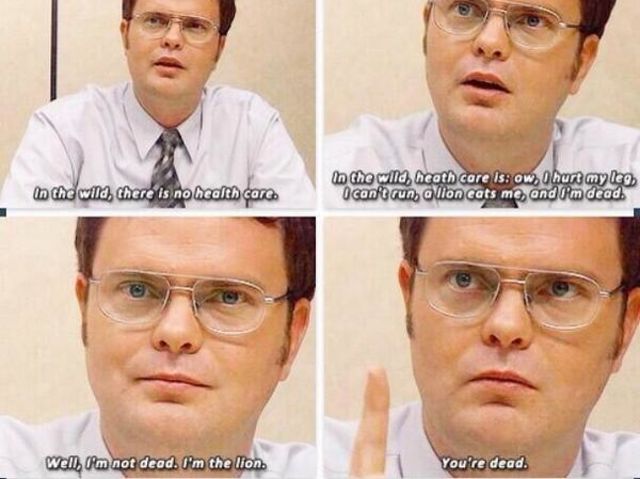 In the wild, there is no health care.
In the wild, heath care is: ow, I hurt my leg,
I can't run, a lion eats me, and I'm dead.
Well, I'm not dead. I'm the lion.
You're dead.